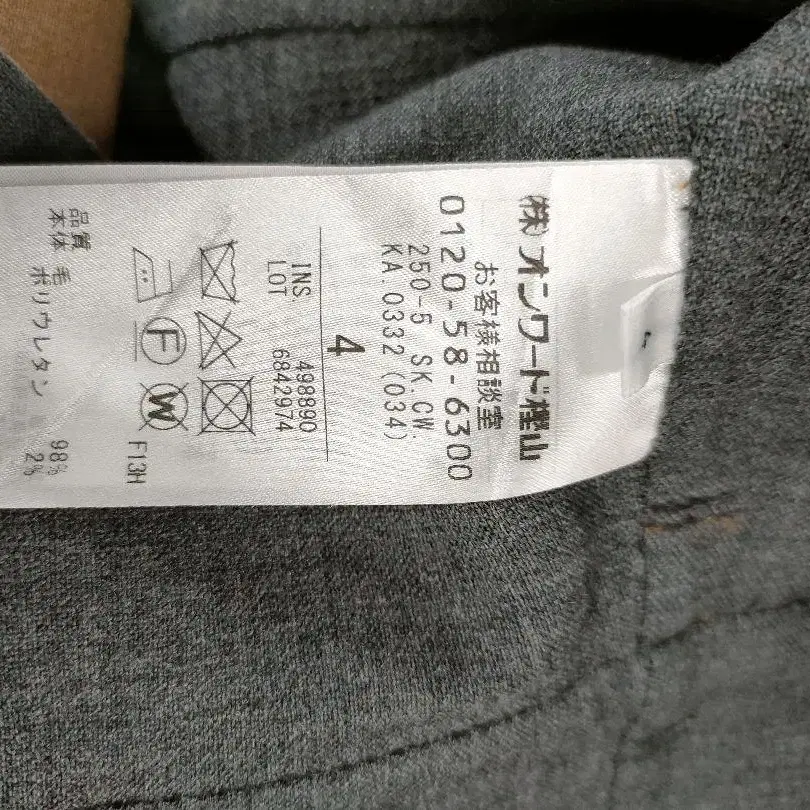 (株)オンワード樫山
お客様相談室
0120-58-6300
250-5 SK.CW.
KA.0332 (034)
4
INS 498890
LOT 6842974
F
W
F13H
品質
本体 毛 98%
ポリウレタン 2%